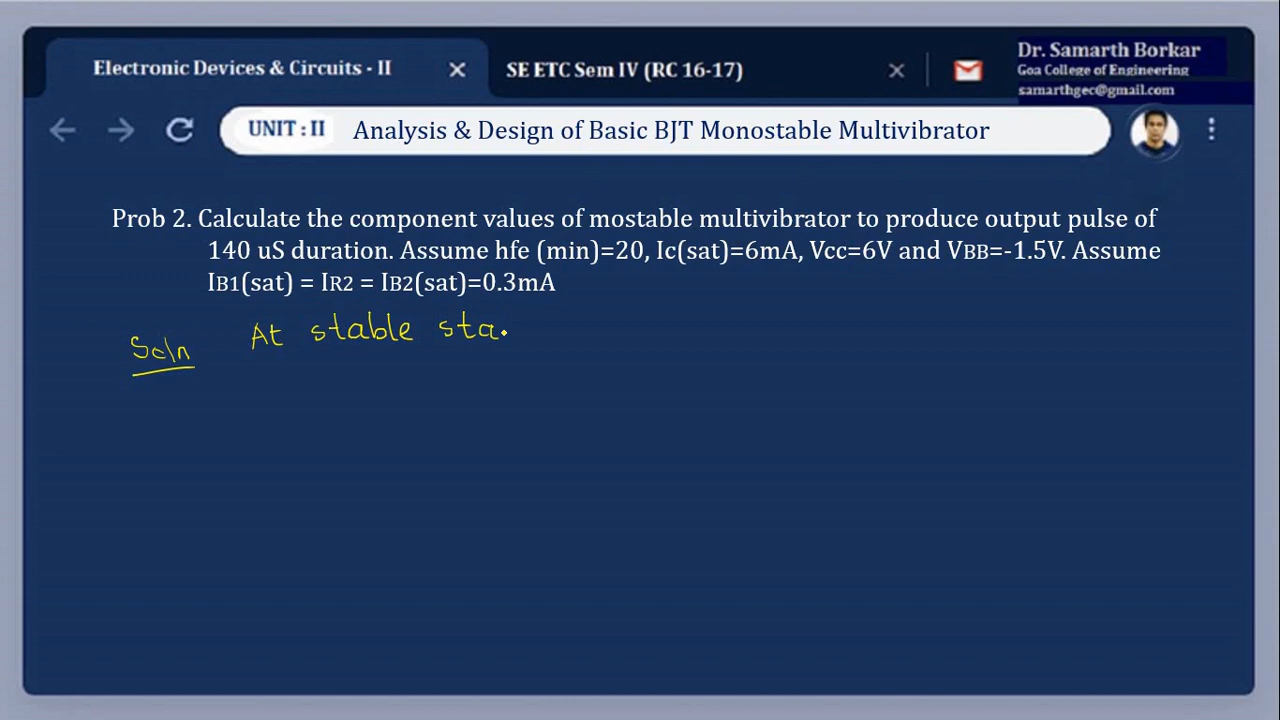 Electronic Devices & Circuits - II
SE ETC Sem IV (RC 16-17)
Dr. Samarth Borkar
Goa College of Engineering
samarthgec@gmail.com
UNIT : II
Analysis & Design of Basic BJT Monostable Multivibrator
Prob 2. Calculate the component values of mostable multivibrator to produce output pulse of
140 uS duration. Assume hfe (min)=20, Ic(sat)=6mA, Vcc=6V and VBB=-1.5V. Assume
IB1(sat) = IR2 = IB2(sat)=0.3mA
Soln At stable sta